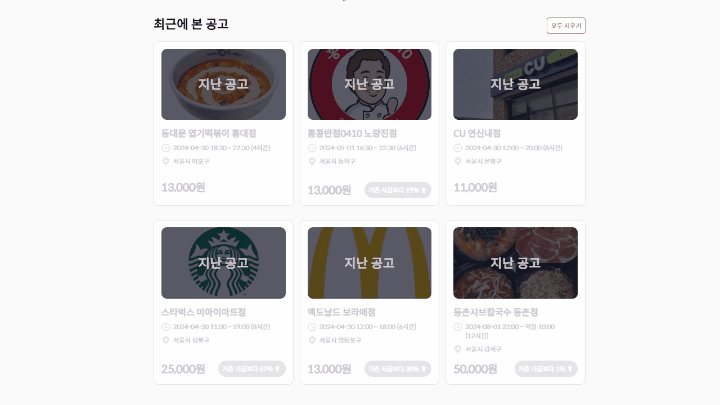 최근에 본 공고
모두 지우기
지난 공고
동대문 엽기떡볶이 홍대점
2024-04-30 18:30 ~ 22:30 (4시간)
서울시 마포구
13,000원
지난 공고
홍콩반점0410 노량진점
2024-05-01 16:30 ~ 22:30 (6시간)
서울시 동작구
13,000원
기존 시급보다 19%
지난 공고
CU
CU 연신내점
2024-04-30 12:00 ~ 20:00 (8시간)
서울시 은평구
11,000원
지난 공고
스타벅스 미아이마트점
2024-04-30 11:00 ~ 19:00 (8시간)
서울시 강북구
25,000원
기존 시급보다 67%
지난 공고
맥도날드 보라매점
2024-04-30 12:00 ~ 18:00 (6시간)
서울시 영등포구
13,000원
기존 시급보다 30%
지난 공고
등촌샤브칼국수 등촌점
2024-08-01 22:00 ~ 익일 10:00
(12시간)
서울시 강서구
50,000원
기존 시급보다 1%